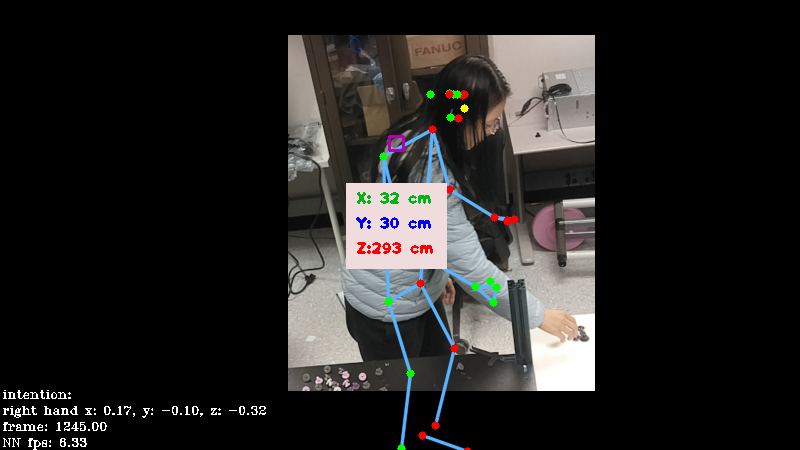 FANUC
X: 32 cm
Y: 30 cm
Z:293 cm
intention:
right hand x: 0.17, y: -0.10, z: -0.32
frame: 1245.00
NN fps: 6.33